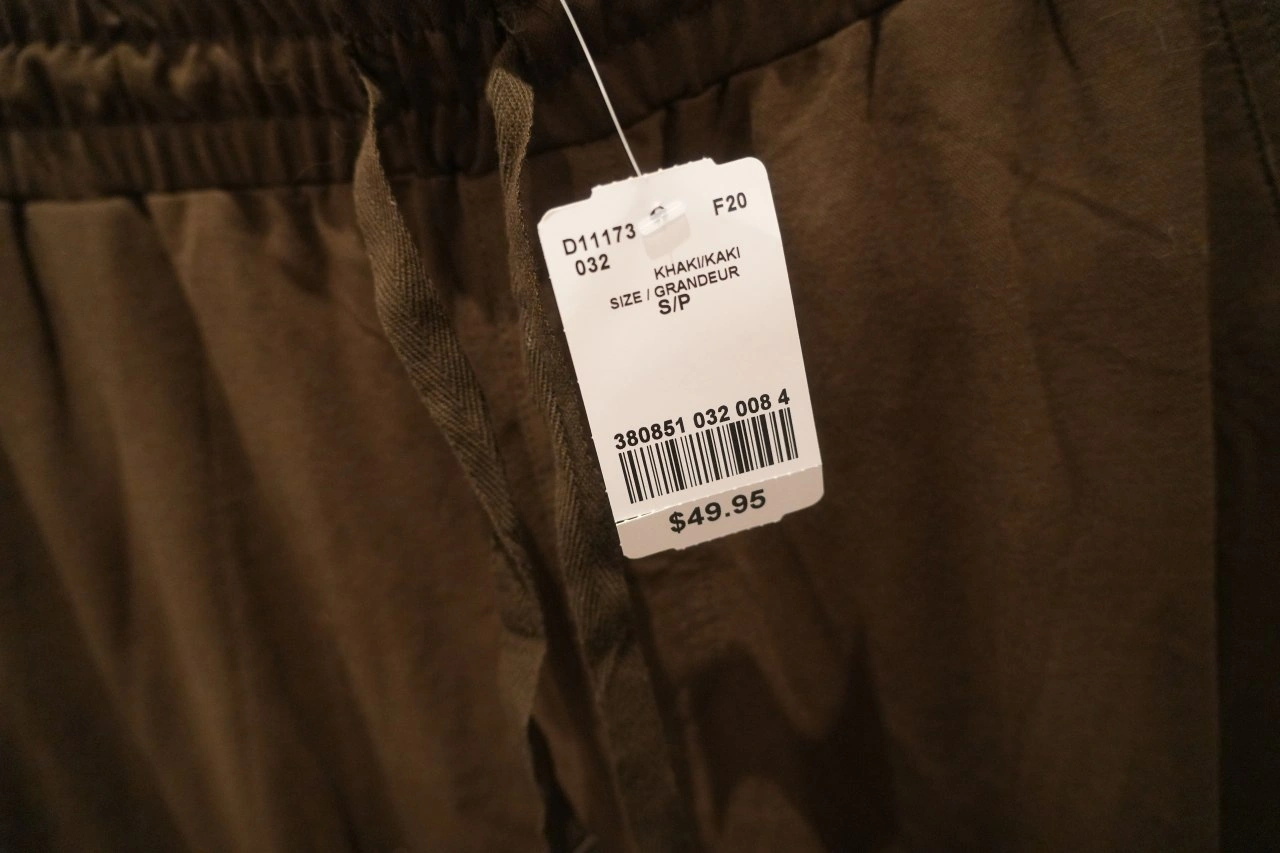 D11173 F20
032
KHAKI/KAKI
SIZE / GRANDEUR
S/P
380851 032 008 4
$49.95